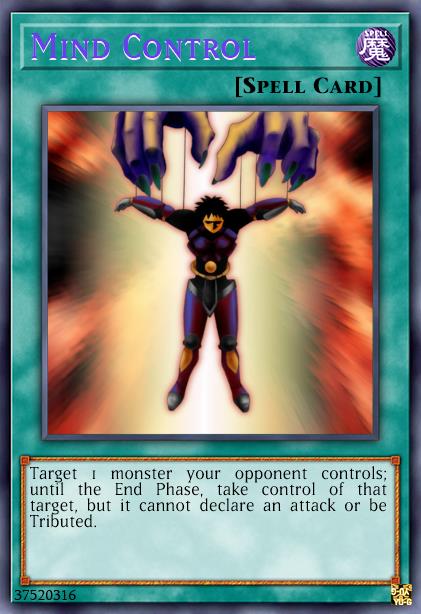 Mind Control
SPELL
魔
[Spell Card]
Target 1 monster your opponent controls;
until the End Phase, take control of that
target, but it cannot declare an attack or be
Tributed.
37520316